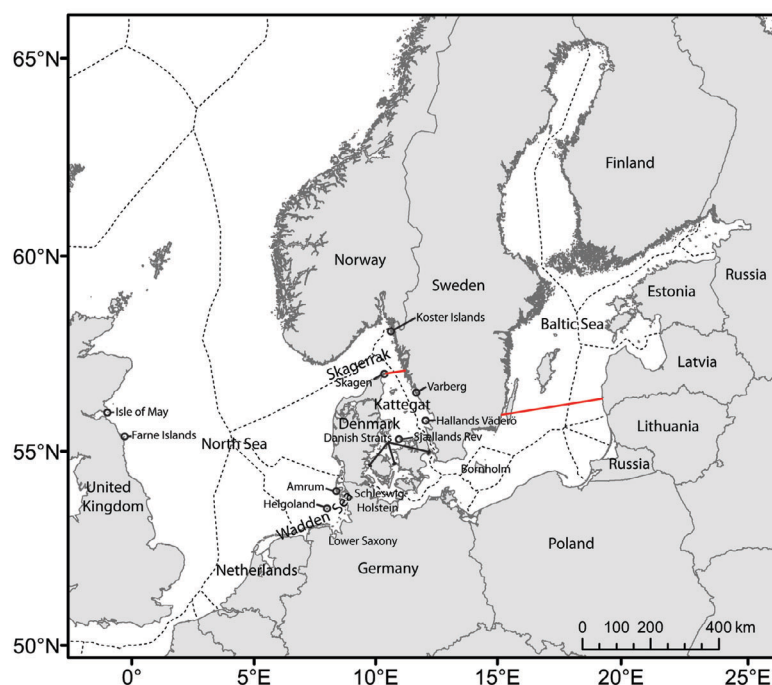 65°N
Finland
60°N
Norway
Russia
Sweden
Estonia
Koster Islands
Baltic Sea
Skagerrak
Latvia
Skagen
Varberg
Kattegat
Isle of May
Hallands Väderö
Lithuania
Denmark
Farne Islands
North Sea
Danish Straits
Sjællands Rev
55°N
Bornholm
Russia
United
Kingdom
Amrum
Schleswig-
Helgoland
Holstein
Wadden Sea
Lower Saxony
Poland
Netherlands
Germany
0 100 200 400 km
50°N
0° 5°E 10°E 15°E 20°E 25°E